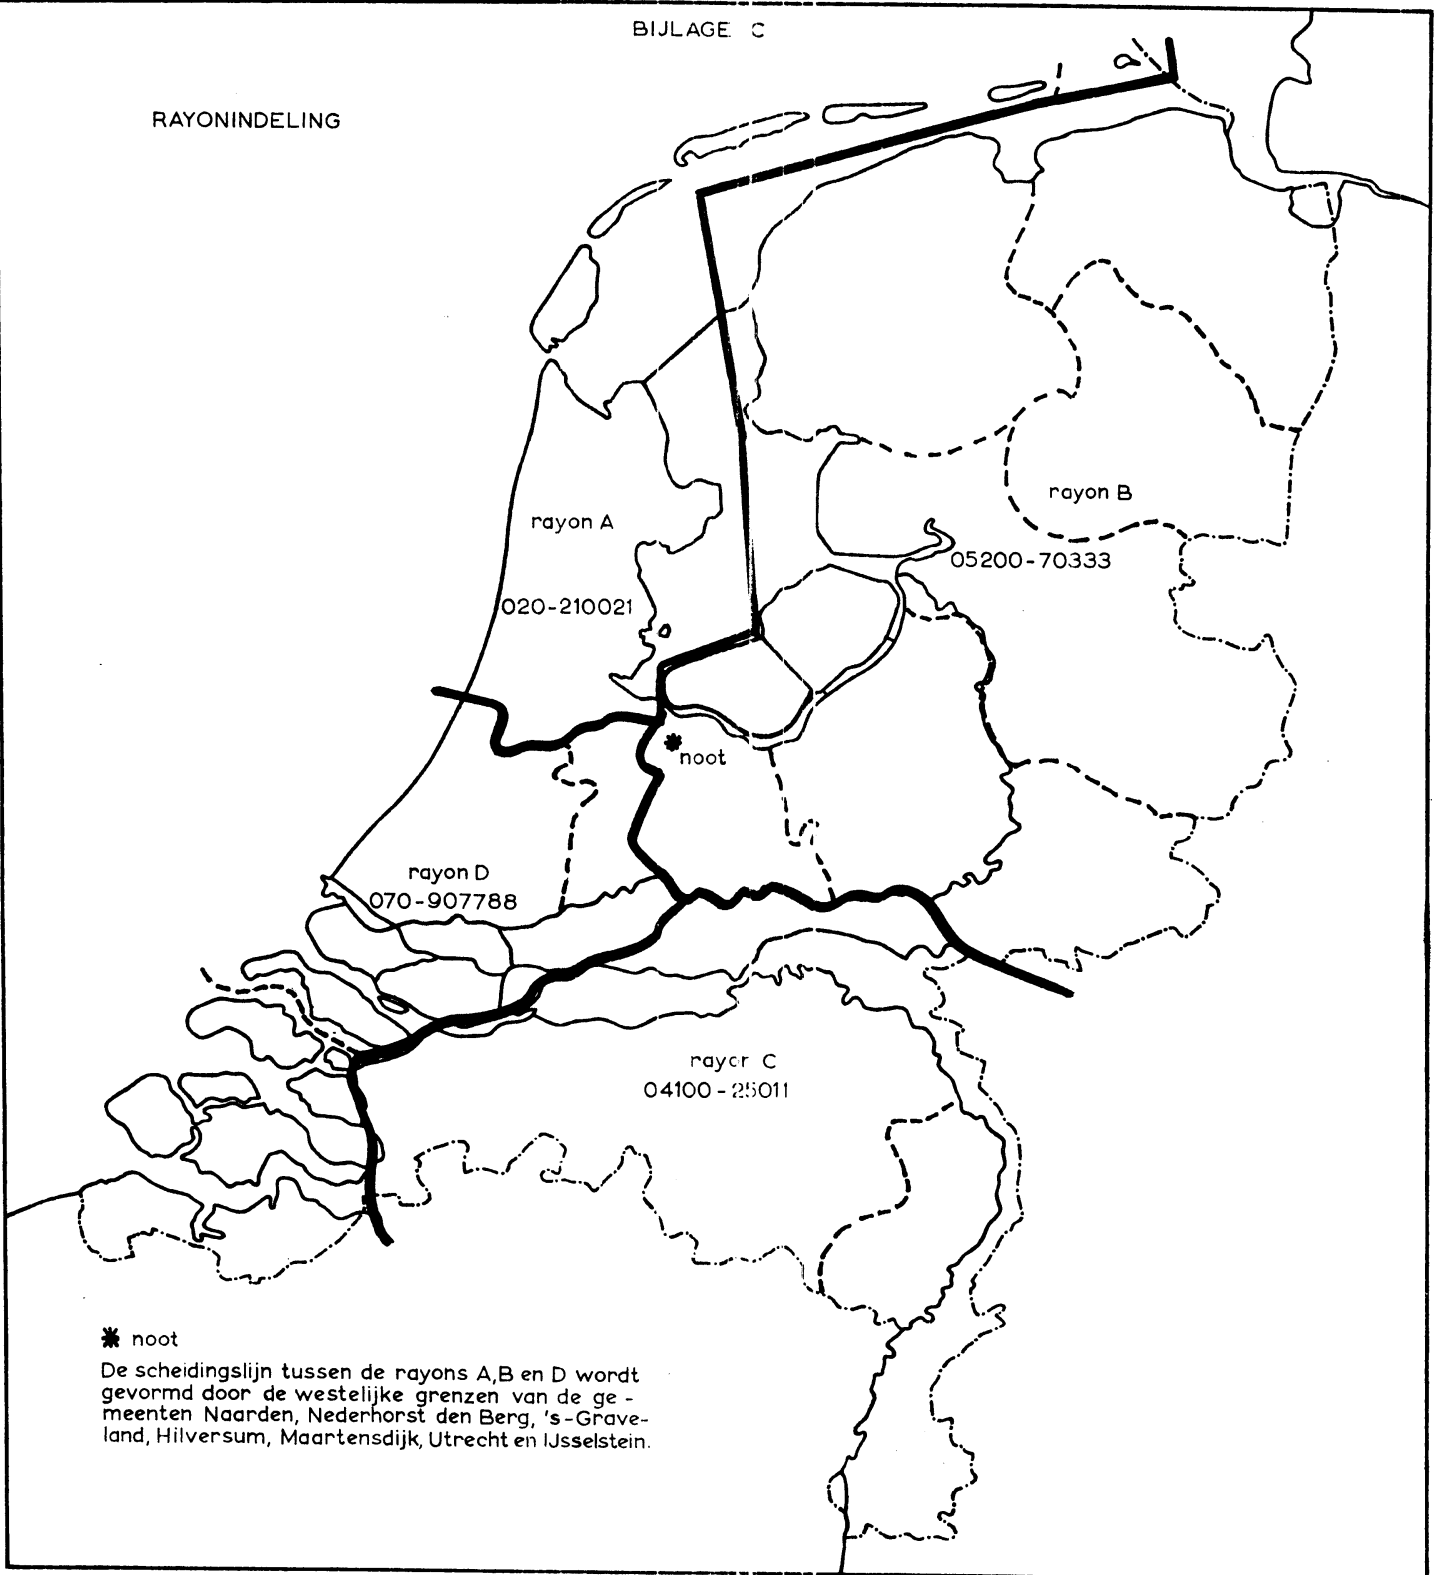 BIJLAGE C
RAYONINDELING
rayon A
020-210021
rayon B
05200-70333
noot
rayon D
070-907788
rayon C
04100-25011
noot
De scheidingslijn tussen de rayons A,B en D wordt
gevormd door de westelijke grenzen van de ge-
meenten Naarden, Nederhorst den Berg, 's-Grave-
land, Hilversum, Maartensdijk, Utrecht en IJsselstein.